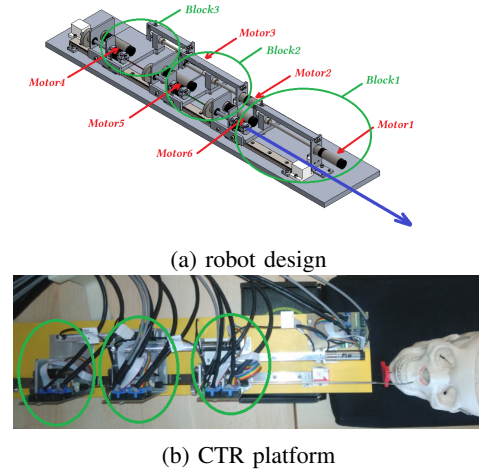 Block3
Motor3
Block2
Motor4
Motor2
Block1
Motor5
Motor1
Motor6
(a) robot design
(b) CTR platform